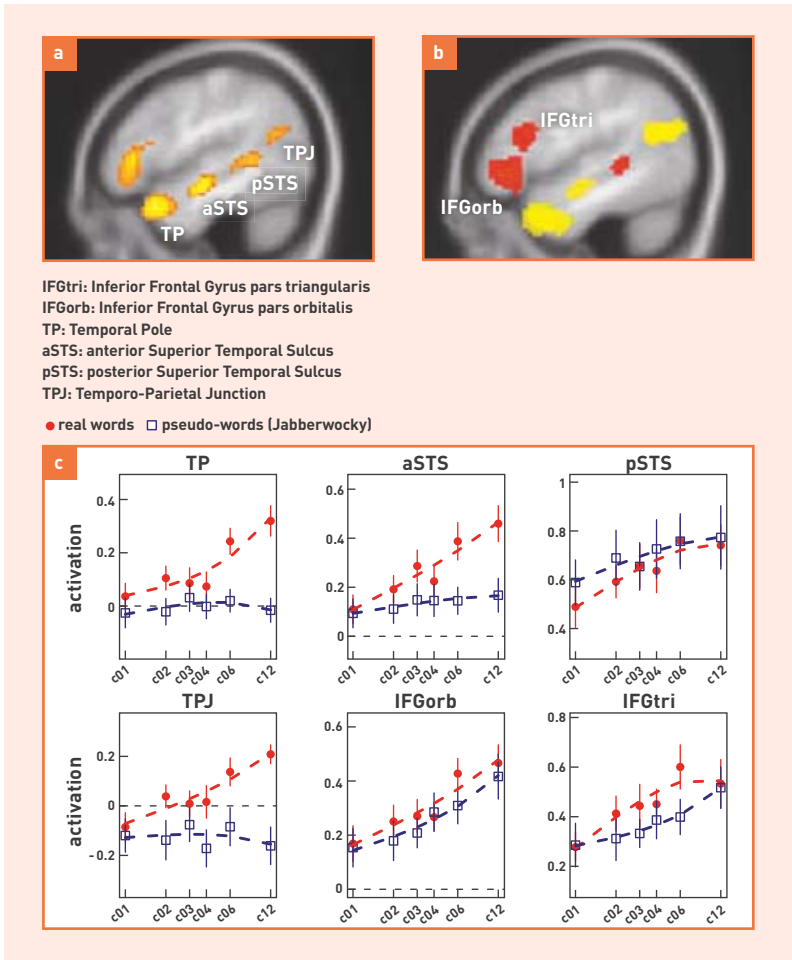 a
TPJ
pSTS
aSTS
TP
b
IFGtri
IFGorb
IFGtri: Inferior Frontal Gyrus pars triangularis
IFGorb: Inferior Frontal Gyrus pars orbitalis
TP: Temporal Pole
aSTS: anterior Superior Temporal Sulcus
pSTS: posterior Superior Temporal Sulcus
TPJ: Temporo-Parietal Junction
real words pseudo-words (Jabberwocky)
c
TP
activation
0.4
0.2
0
c01 c02 c03 c04 c06 c12
aSTS
0.6
0.4
0.2
0
c01 c02 c03 c04 c06 c12
pSTS
1
0.8
0.6
0.4
c01 c02 c03 c04 c06 c12
TPJ
activation
0.2
0
-0.2
c01 c02 c03 c04 c06 c12
IFGorb
0.6
0.4
0.2
0
c01 c02 c03 c04 c06 c12
IFGtri
0.8
0.6
0.4
0.2
c01 c02 c03 c04 c06 c12